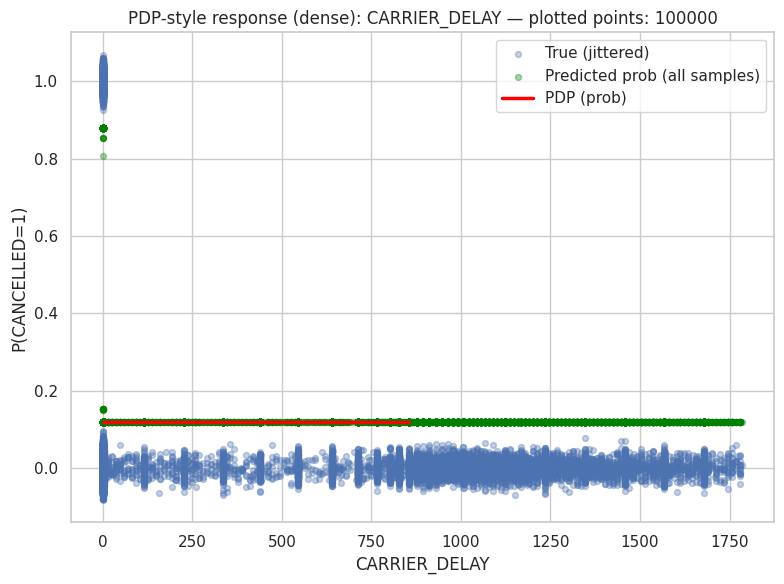 PDP-style response (dense): CARRIER_DELAY — plotted points: 100000
True (jittered)
Predicted prob (all samples)
PDP (prob)
P(CANCELLED=1)
1.0
0.8
0.6
0.4
0.2
0.0
0 250 500 750 1000 1250 1500 1750
CARRIER_DELAY